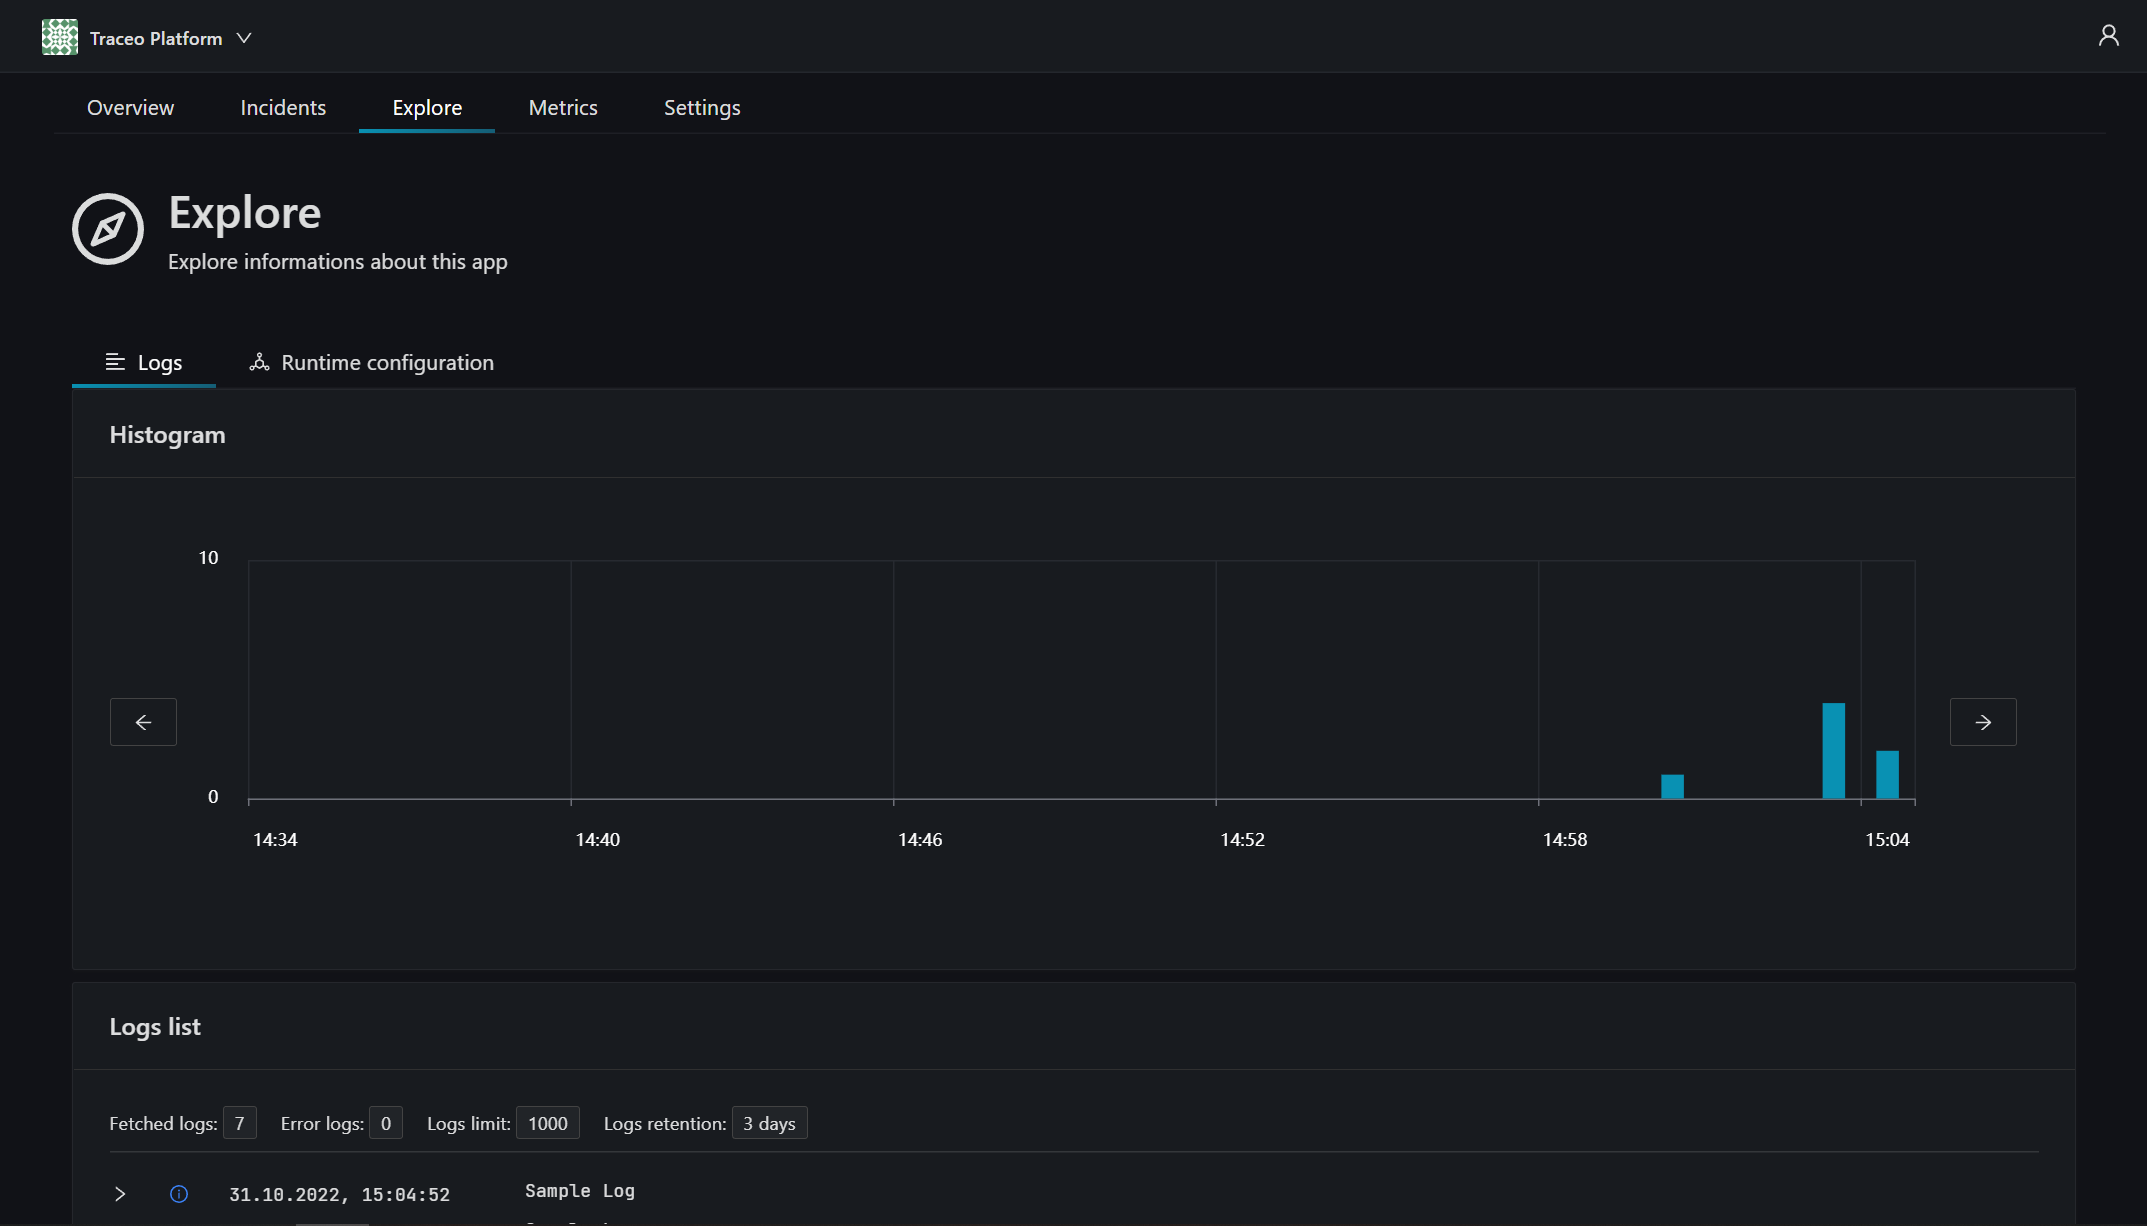 Traceo Platform
Overview Incidents Explore Metrics Settings
Explore
Explore informations about this app
Logs Runtime configuration
Histogram
10
0
14:34 14:40 14:46 14:52 14:58 15:04
Logs list
Fetched logs: 7 Error logs: 0 Logs limit: 1000 Logs retention: 3 days
31.10.2022, 15:04:52 Sample Log